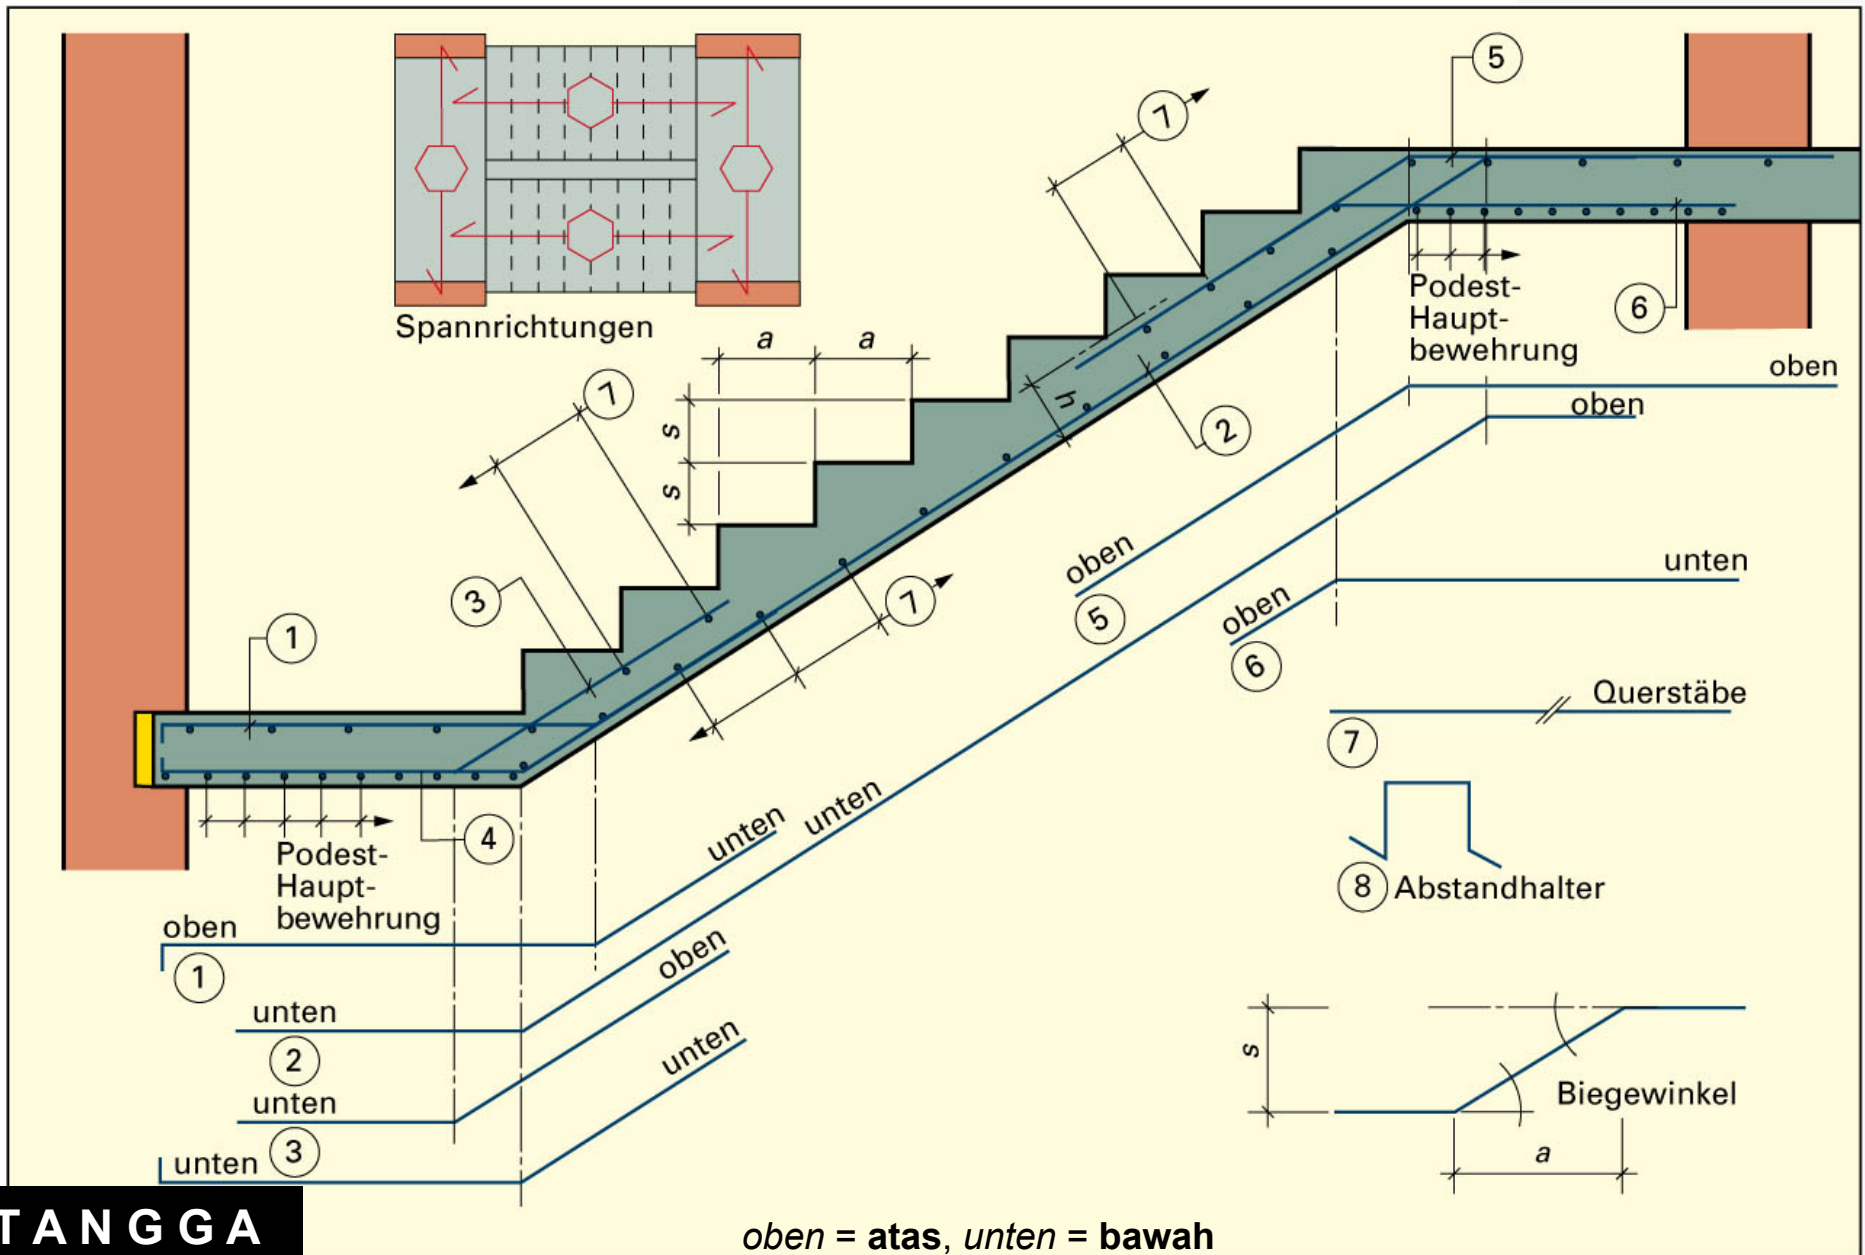 5
7
Spannrichtungen
a a
Podest-
Haupt-
bewehrung
6
oben
7
h
oben
s
2
s
oben
unten
3
7
5
oben
6
1
Querstäbe
7
unten
unten
4
Podest-
Haupt-
bewehrung
8 Abstandhalter
oben
1
oben
unten
2
unten
s
Biegewinkel
unten
3
a
unten
TANGGA
oben = atas, unten = bawah